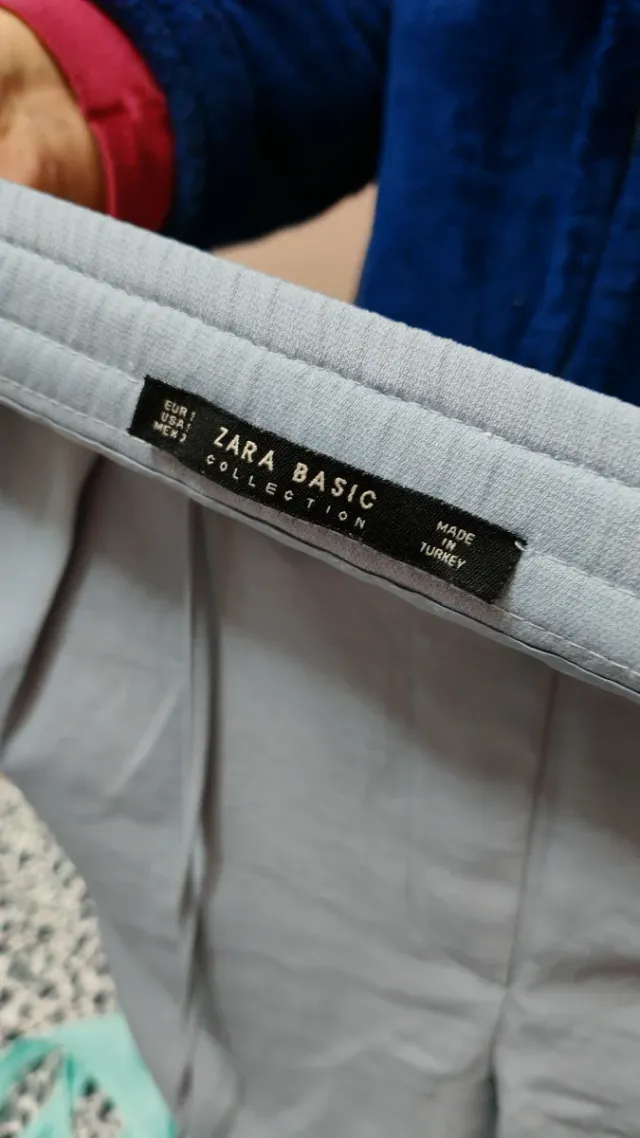 EUR
USA
MEX
ZARA BASIC
COLLECTION
MADE
IN
TURKEY